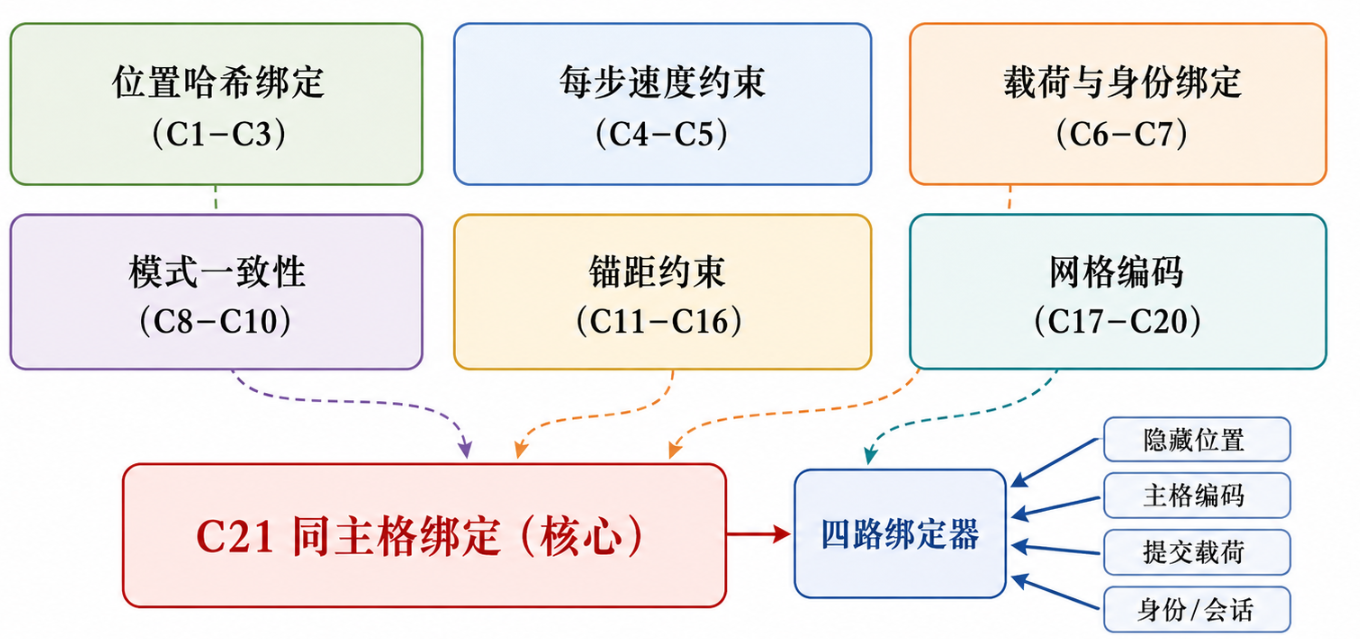 位置哈希绑定
（C1–C3）
每步速度约束
（C4–C5）
载荷与身份绑定
（C6–C7）
模式一致性
（C8–C10）
锚距约束
（C11–C16）
网格编码
（C17–C20）
C21 同主格绑定（核心）
四路绑定器
隐藏位置
主格编码
提交载荷
身份/会话